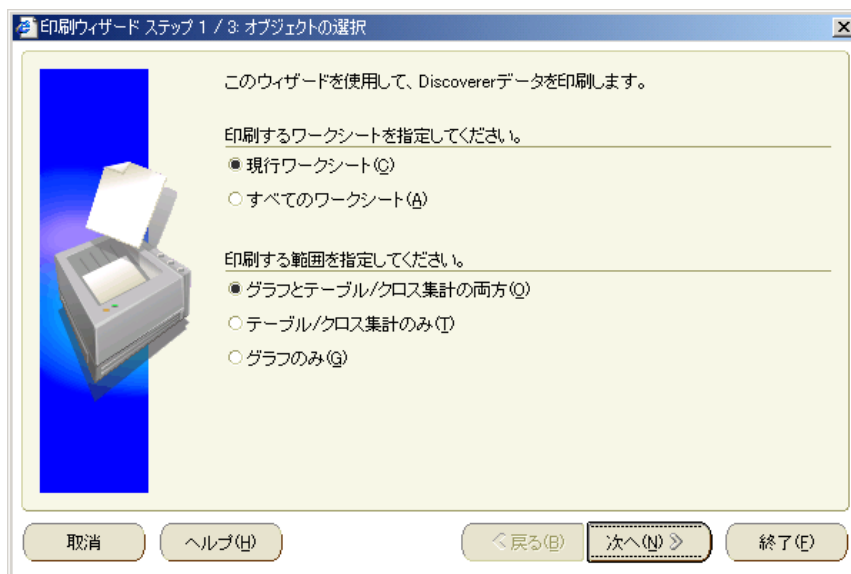 印刷ウィザード ステップ 1 / 3: オブジェクトの選択
このウィザードを使用して、Discovererデータを印刷します。
印刷するワークシートを指定してください。
現行ワークシート(C)
すべてのワークシート(A)
印刷する範囲を指定してください。
グラフとテーブル/クロス集計の両方(O)
テーブル/クロス集計のみ(T)
グラフのみ(G)
取消 ヘルプ(H) 戻る(B) 次へ(N) 終了(F)